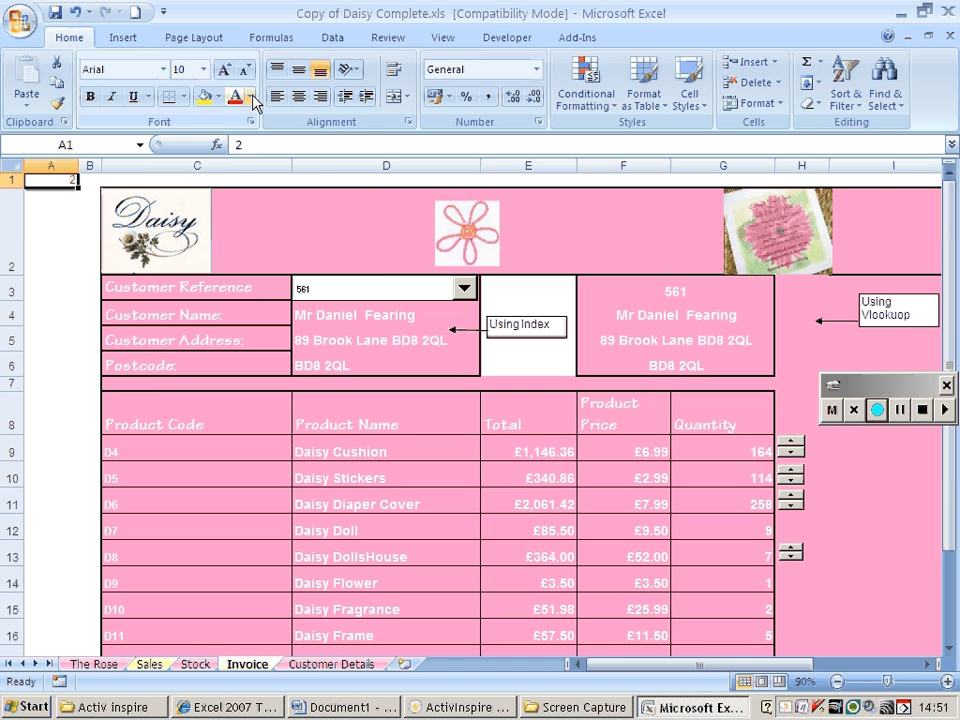 Copy of Daisy Complete.xls [Compatibility Mode] - Microsoft Excel
Home Insert Page Layout Formulas Data Review View Developer Add-Ins
Paste Arial 10 General Conditional Formatting Format as Table Cell Styles Insert Delete Format Sort & Filter Find & Select
Clipboard Font Alignment Number Styles Cells Editing
A1 fx 2
A B C D E F G H I
1 2
2 Daisy
3 Customer Reference 561 561
4 Customer Name: Mr Daniel Fearing Mr Daniel Fearing
Using Index
Using
Vlookuop
5 Customer Address: 89 Brook Lane BD8 2QL 89 Brook Lane BD8 2QL
6 Postcode: BD8 2QL BD8 2QL
7
8 Product Code Product Name Total Product Price Quantity
9 D4 Daisy Cushion £1,146.36 £6.99 164
10 D5 Daisy Stickers £340.86 £2.99 114
11 D6 Daisy Diaper Cover £2,061.42 £7.99 258
12 D7 Daisy Doll £85.50 £9.50 9
13 D8 Daisy DollsHouse £364.00 £52.00 7
14 D9 Daisy Flower £3.50 £3.50 1
15 D10 Daisy Fragrance £51.98 £25.99 2
16 D11 Daisy Frame £57.50 £11.50 5
The Rose Sales Stock Invoice Customer Details
Ready 90%
Start Activ inspire Excel 2007 T... Document1 - ... ActivInspire ... Screen Capture Microsoft Ex... 14:51